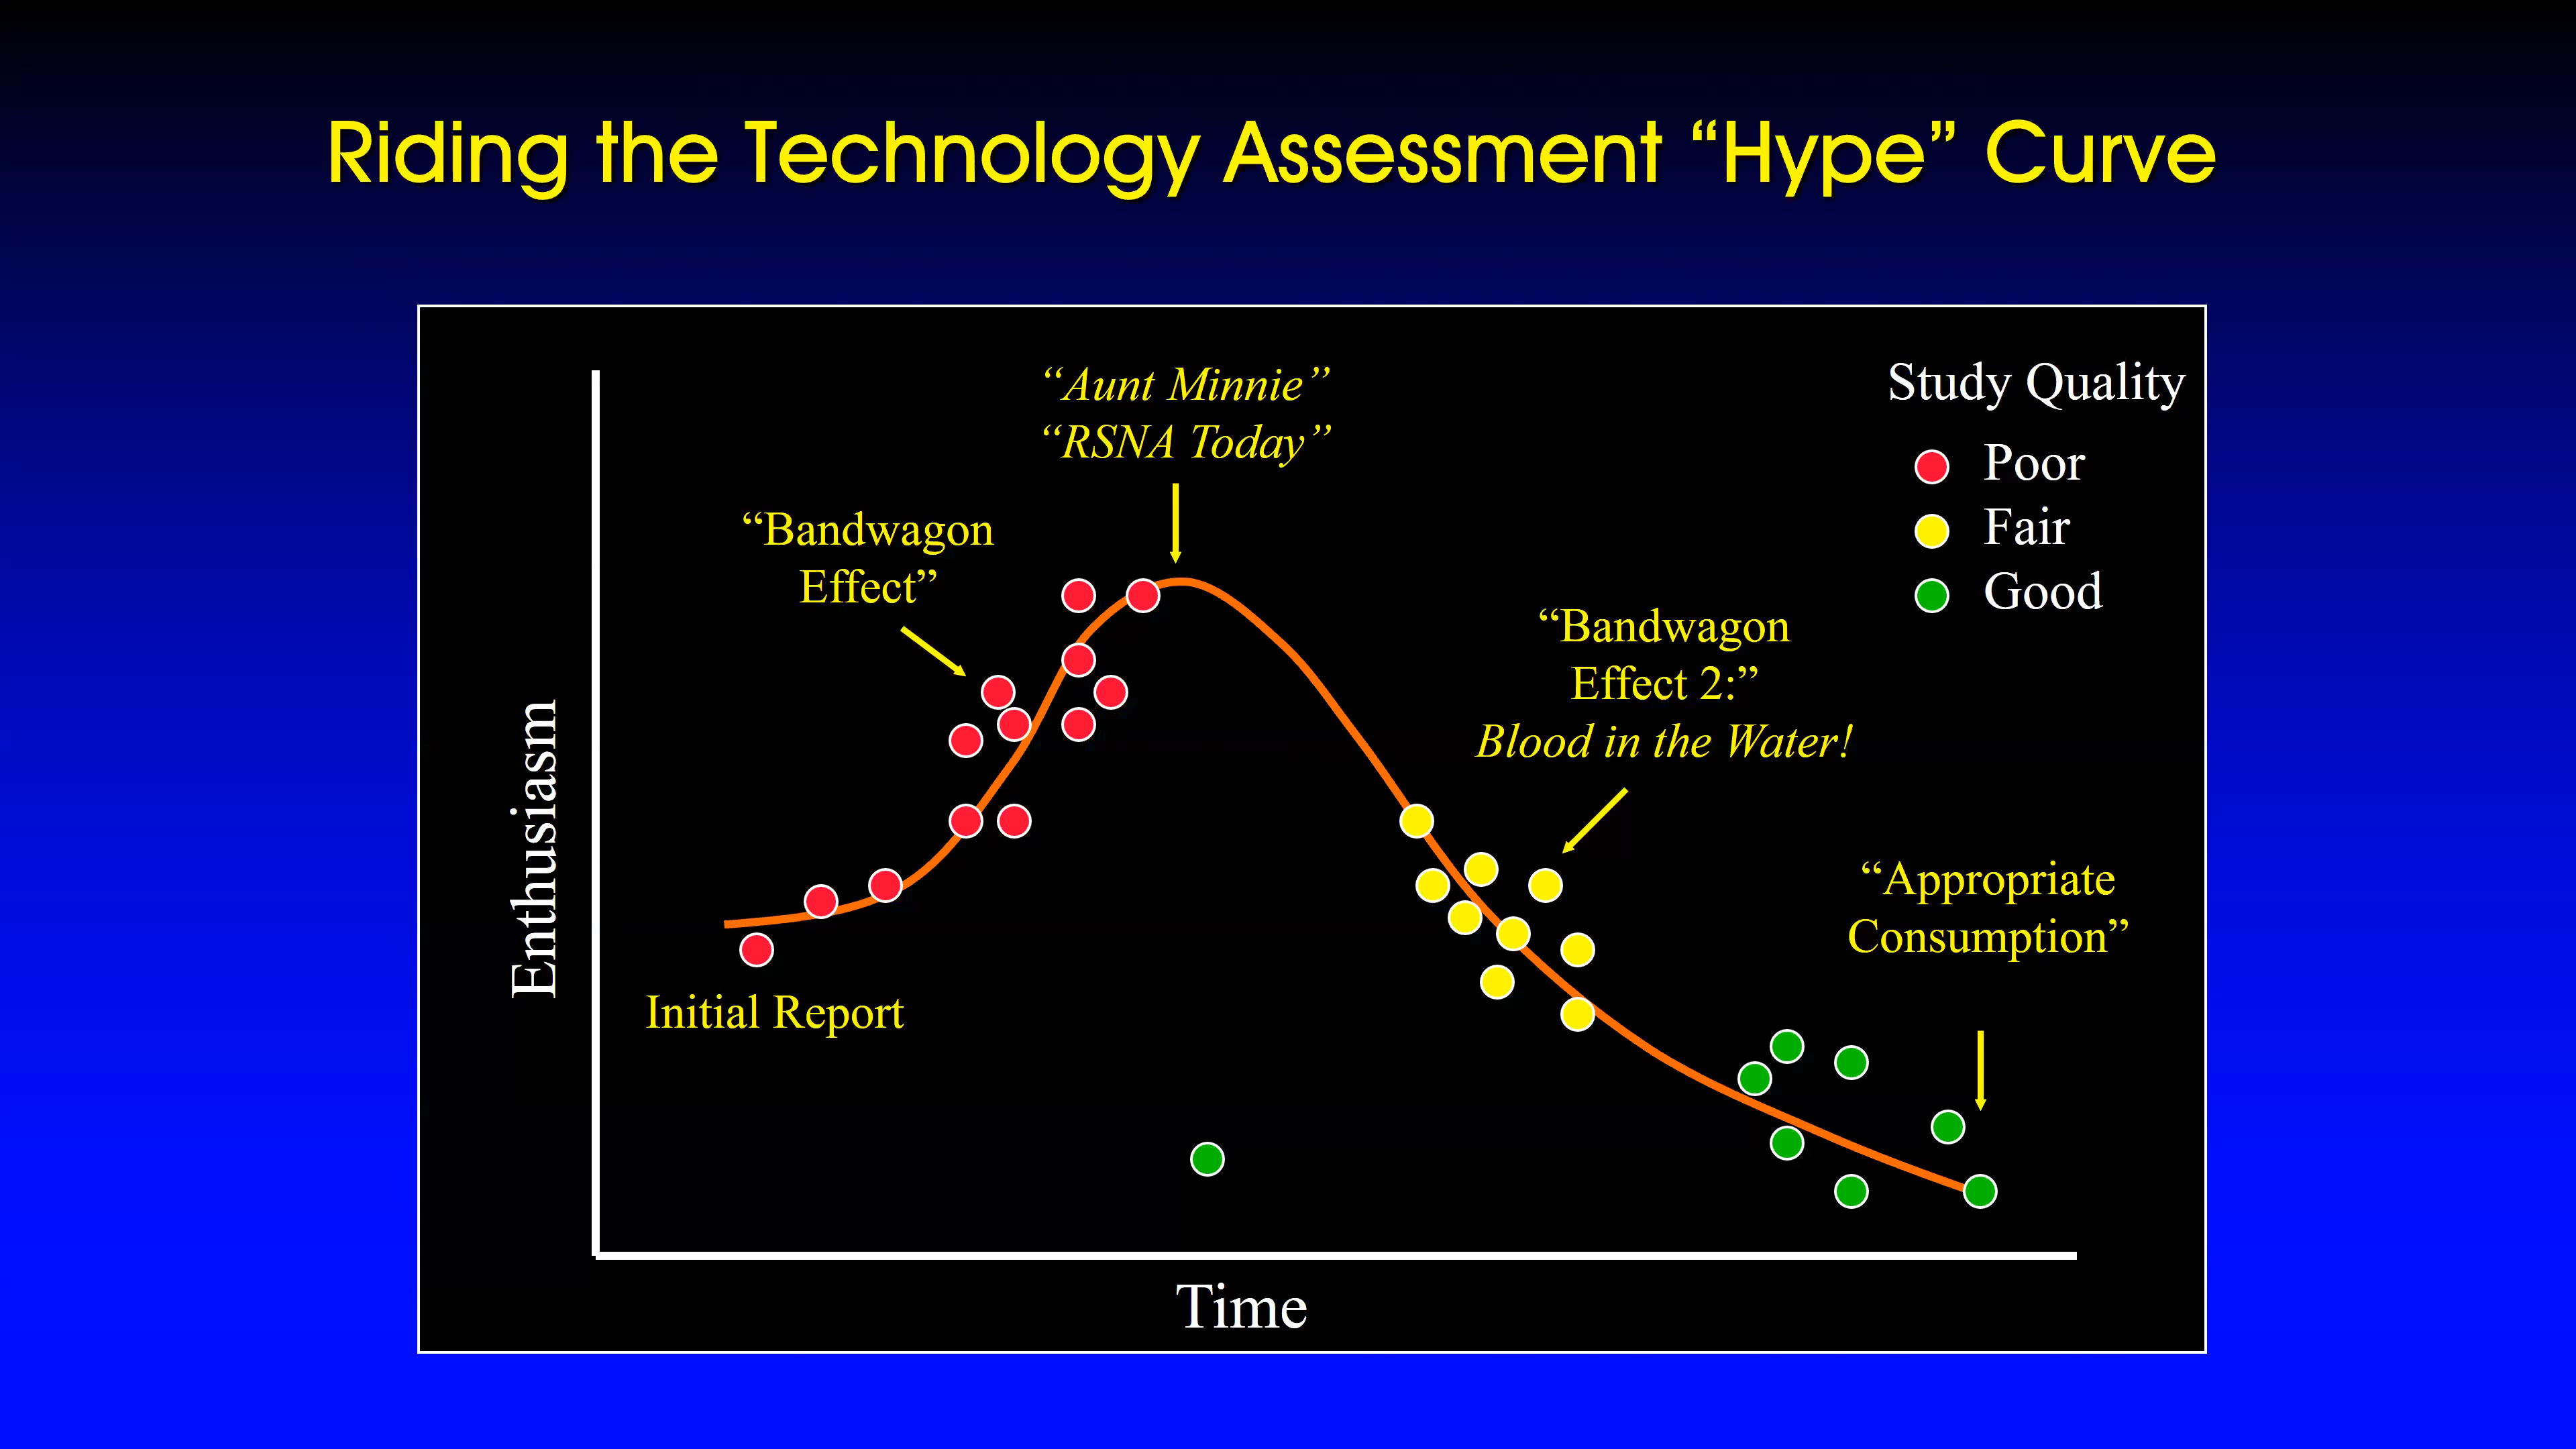 Riding the Technology Assessment “Hype” Curve
“Aunt Minnie”
“RSNA Today”
Study Quality
Poor
Fair
Good
“Bandwagon
Effect”
“Bandwagon
Effect 2:”
Blood in the Water!
“Appropriate
Consumption”
Enthusiasm
Initial Report
Time